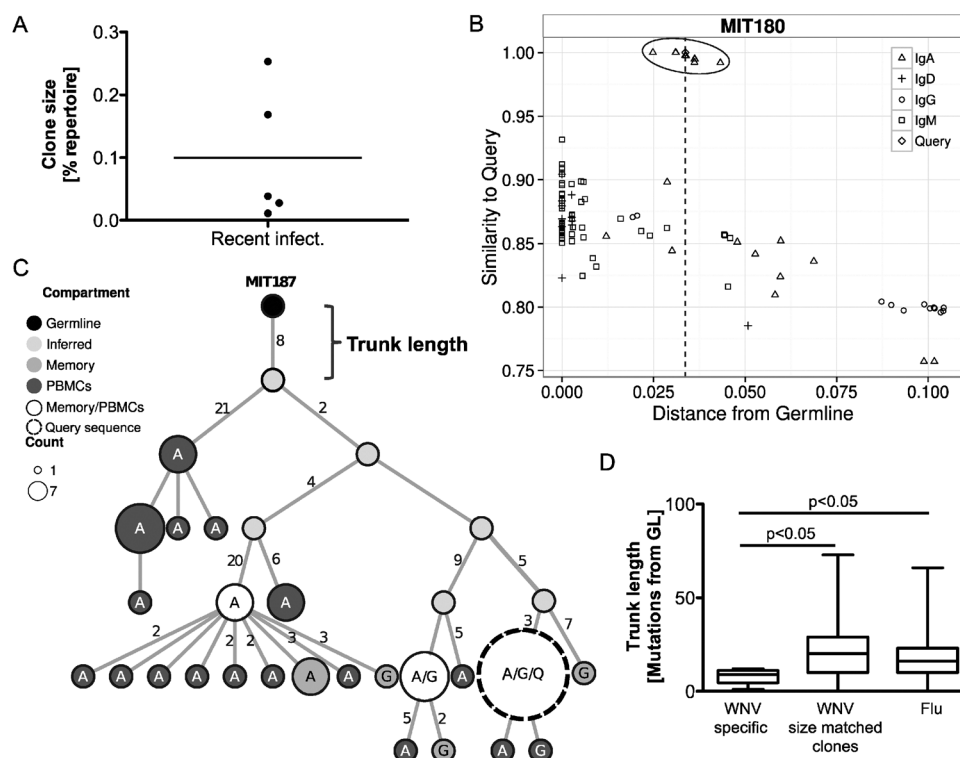 A
0.3
0.2
0.1
0.0
Clone size
[% repertoire]
Recent infect.
B
MIT180
1.00
0.95
0.90
0.85
0.80
0.75
Similarity to Query
IgA
IgD
IgG
IgM
Query
0.000 0.025 0.050 0.075 0.100
Distance from Germline
C
MIT187
Compartment
Germline
Inferred
Memory
PBMCs
Memory/PBMCs
Query sequence
Count
1
7
8
Trunk length
21 2
A
4
A A A
20 6 9 5
A A A
3 7
2 2 2 3 3 5
A A A A A A A A G A/G A A/G/Q G
5 2
A G A G
D
100
50
0
Trunk length
[Mutations from GL]
p<0.05
p<0.05
WNV
specific
WNV
size matched
clones
Flu